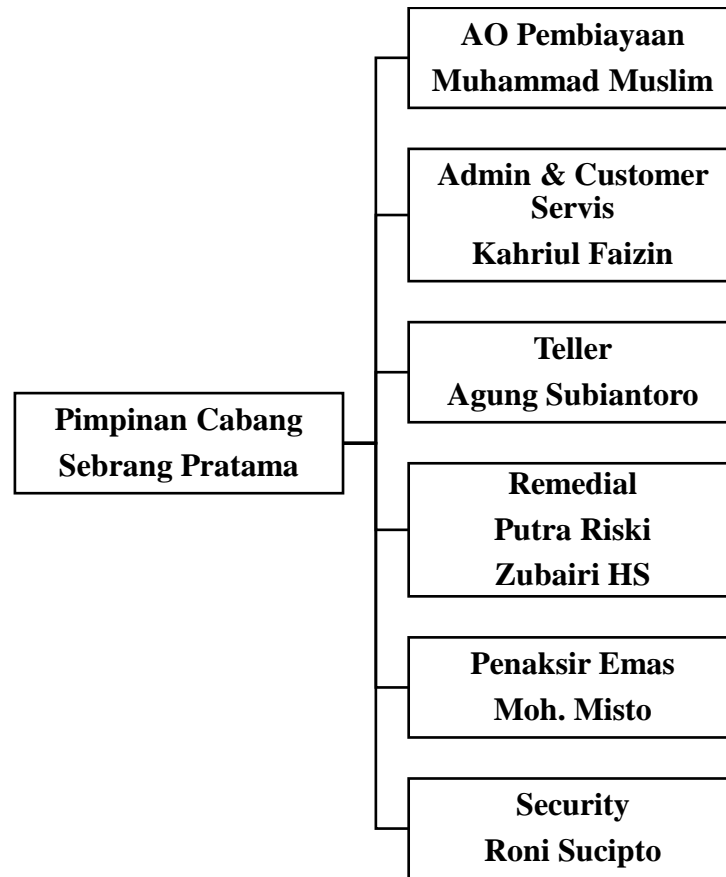 AO Pembiayaan
Muhammad Muslim
Admin & Customer
Servis
Kahriul Faizin
Teller
Agung Subiantoro
Pimpinan Cabang
Sebrang Pratama
Remedial
Putra Riski
Zubairi HS
Penaksir Emas
Moh. Misto
Security
Roni Sucipto